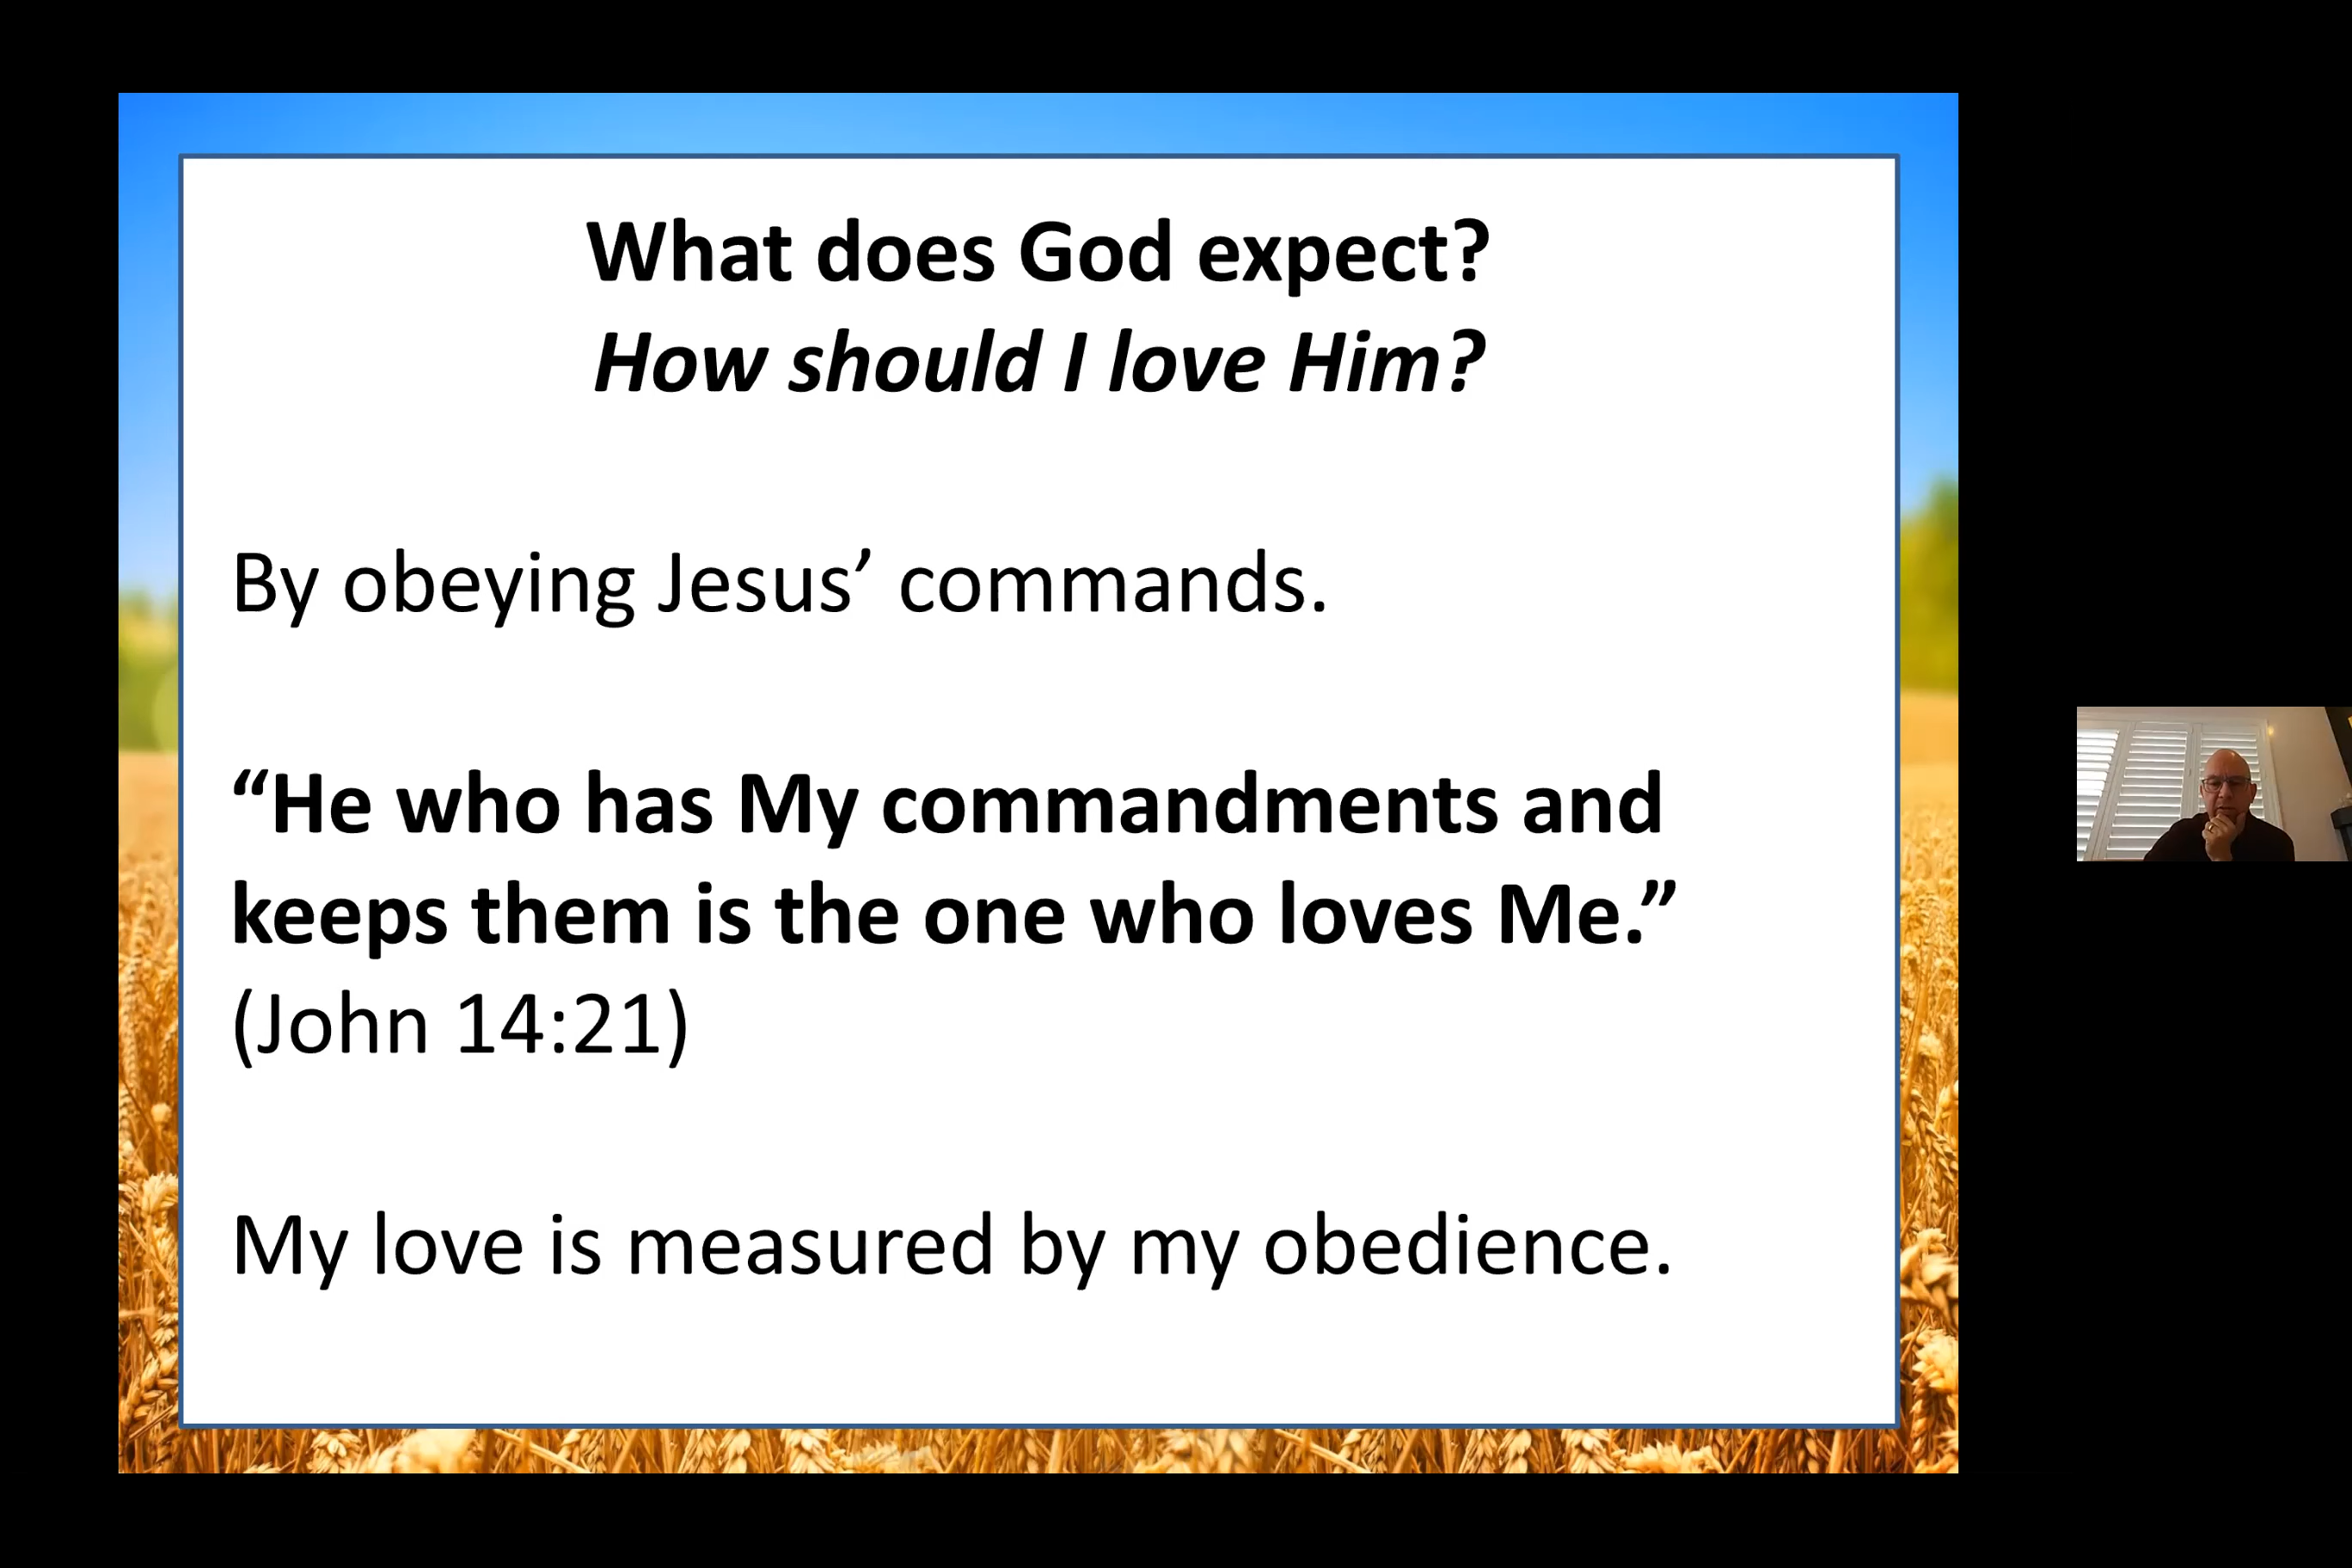 What does God expect?
How should I love Him?
By obeying Jesus’ commands.
“He who has My commandments and
keeps them is the one who loves Me.”
(John 14:21)
My love is measured by my obedience.